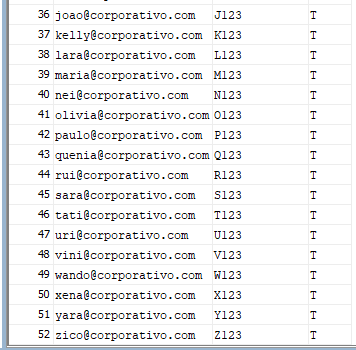 36 joao@corporativo.com J123 T
37 kelly@corporativo.com K123 T
38 lara@corporativo.com L123 T
39 maria@corporativo.com M123 T
40 nei@corporativo.com N123 T
41 olivia@corporativo.com O123 T
42 paulo@corporativo.com P123 T
43 quenia@corporativo.com Q123 T
44 rui@corporativo.com R123 T
45 sara@corporativo.com S123 T
46 tati@corporativo.com T123 T
47 uri@corporativo.com U123 T
48 vini@corporativo.com V123 T
49 wando@corporativo.com W123 T
50 xena@corporativo.com X123 T
51 yara@corporativo.com Y123 T
52 zico@corporativo.com Z123 T